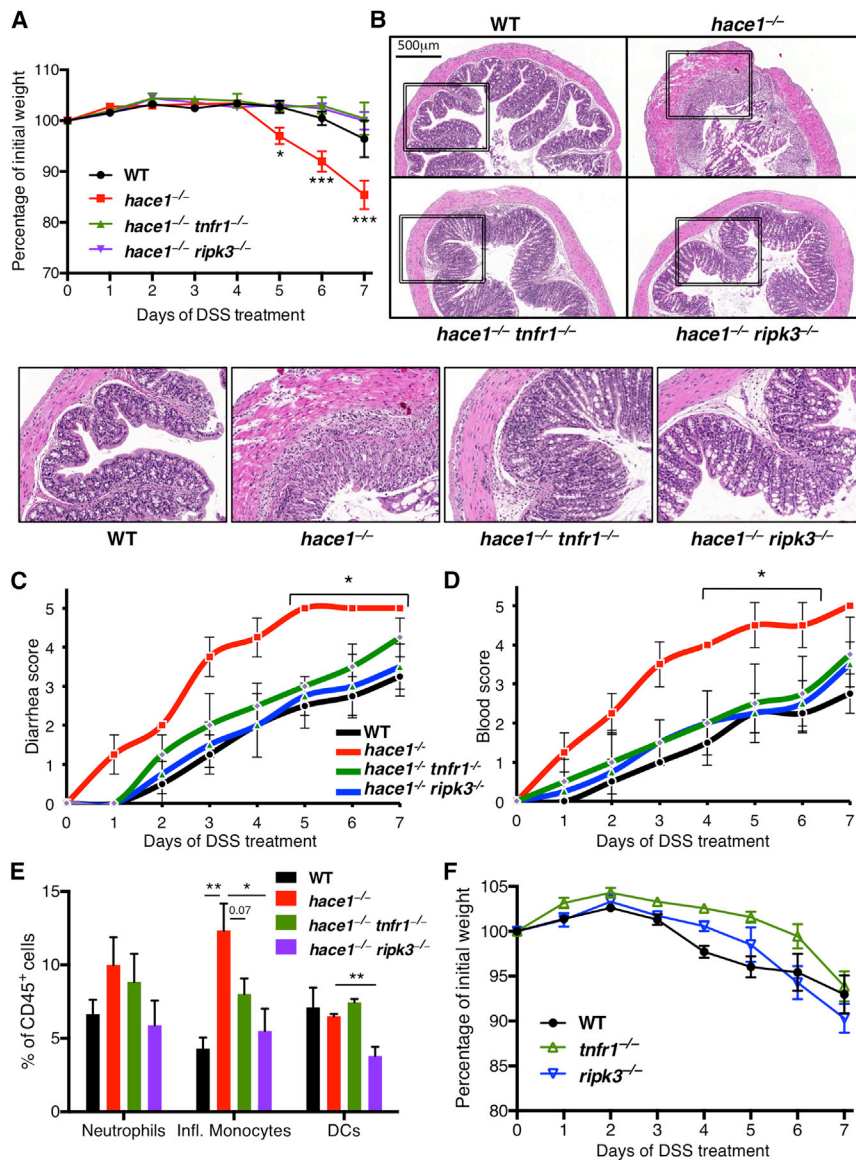 A
Percentage of initial weight
110
100
90
80
70
0 1 2 3 4 5 6 7
Days of DSS treatment
WT
hace1–/–
hace1–/– tnfr1–/–
hace1–/– ripk3–/–
*
***
***
B
WT
hace1–/–
500µm
hace1–/– tnfr1–/–
hace1–/– ripk3–/–
WT
hace1–/–
hace1–/– tnfr1–/–
hace1–/– ripk3–/–
C
*
Diarrhea score
5
4
3
2
1
0
0 1 2 3 4 5 6 7
Days of DSS treatment
WT
hace1-/-
hace1-/- tnfr1-/-
hace1-/- ripk3-/-
D
*
Blood score
5
4
3
2
1
0
0 1 2 3 4 5 6 7
Days of DSS treatment
E
% of CD45+ cells
15
10
5
0
WT
hace1–/–
hace1–/– tnfr1–/–
hace1–/– ripk3–/–
** *
0.07
**
Neutrophils Infl. Monocytes DCs
F
Percentage of initial weight
105
100
95
90
85
80
0 1 2 3 4 5 6 7
Days of DSS treatment
WT
tnfr1–/–
ripk3–/–